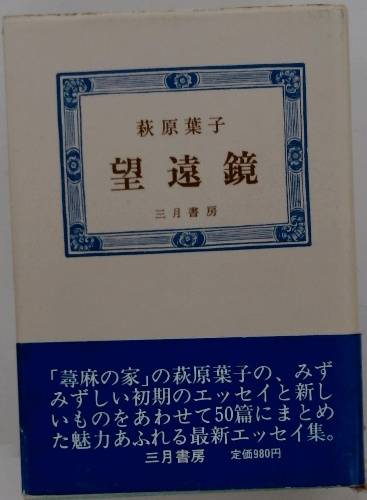 萩原葉子
望遠鏡
三月書房
「蕁麻の家」の萩原葉子の、みず
みずしい初期のエッセイと新し
いものをあわせて50篇にまとめ
た魅力あふれる最新エッセイ集。
三月書房 定価980円